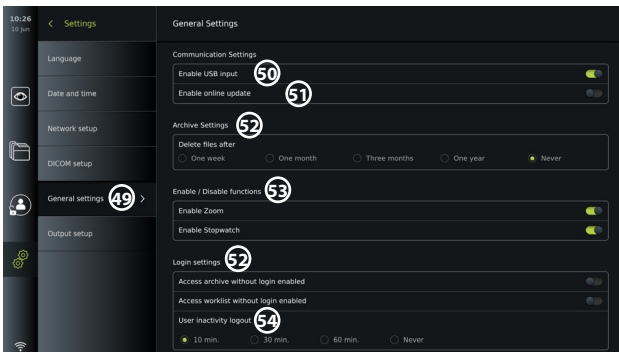 10:26
10 Jun
< Settings
General Settings
Language
Date and time
Network setup
DICOM setup
General settings 49 >
Output setup
Communication Settings
Enable USB input 50
Enable online update 51
Archive Settings 52
Delete files after
One week One month Three months One year Never
Enable / Disable functions 53
Enable Zoom
Enable Stopwatch
Login settings 52
Access archive without login enabled
Access worklist without login enabled
User inactivity logout 54
10 min. 30 min. 60 min. Never